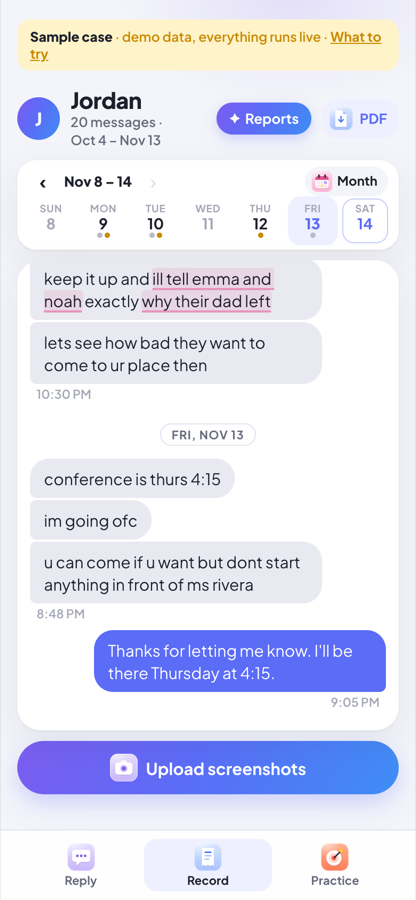 Sample case · demo data, everything runs live · What to
try
J
Jordan
20 messages ·
Oct 4 – Nov 13
✦ Reports
PDF
‹ Nov 8 – 14 ›
Month
SUN MON TUE WED THU FRI SAT
8 9 10 11 12 13 14
keep it up and ill tell emma and
noah exactly why their dad left
lets see how bad they want to
come to ur place then
10:30 PM
FRI, NOV 13
conference is thurs 4:15
im going ofc
u can come if u want but dont start
anything in front of ms rivera
8:48 PM
Thanks for letting me know. I'll be
there Thursday at 4:15.
9:05 PM
Upload screenshots
Reply Record Practice